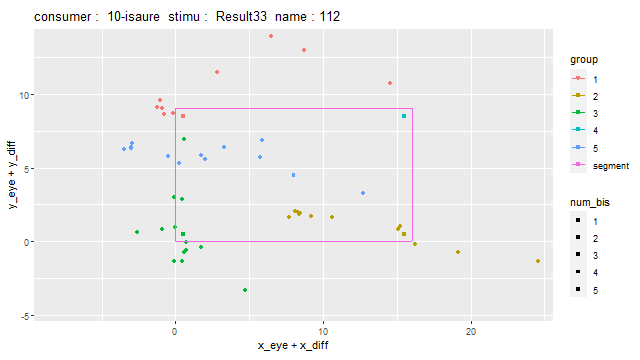 consumer :  10-isaure  stimu :  Result33  name : 112
y_eye + y_diff
10
5
0
-5
0
10
20
x_eye + x_diff
group
1
2
3
4
5
segment
num_bis
1
2
3
4
5